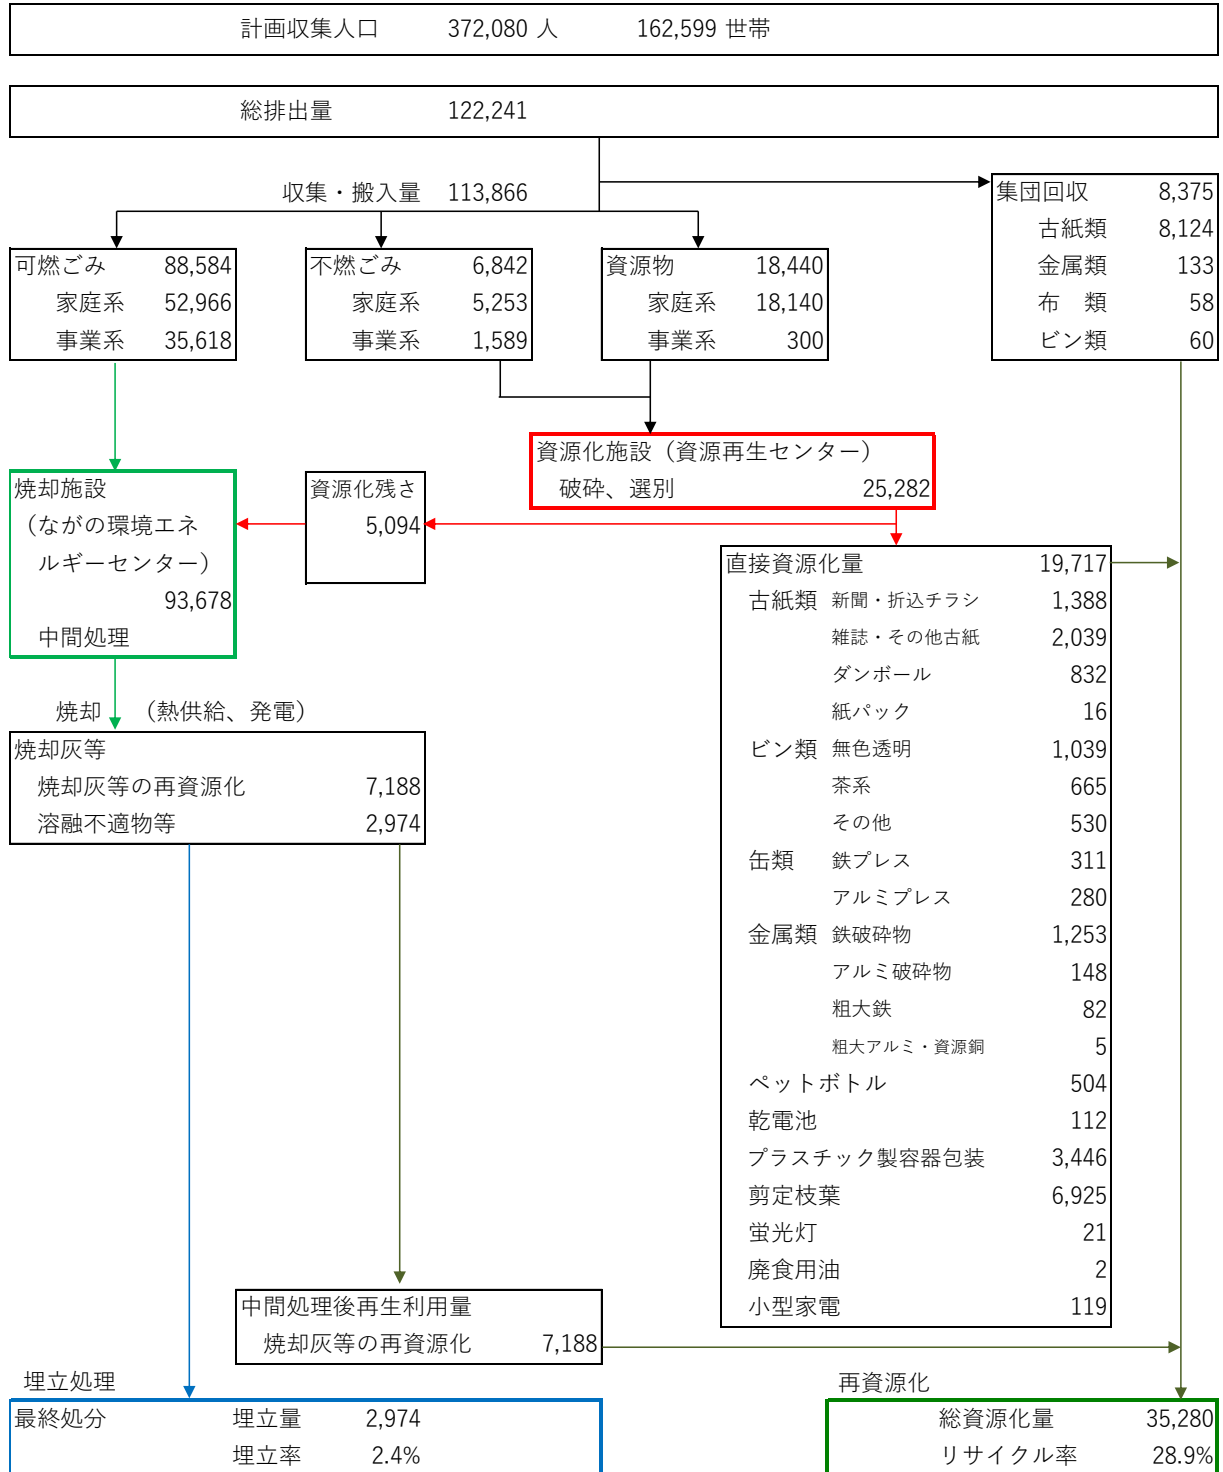 計画収集人口 372,080 人 162,599 世帯
総排出量 122,241
収集・搬入量 113,866
集団回収 8,375
古紙類 8,124
金属類 133
布 類 58
ビン類 60
可燃ごみ 88,584
家庭系 52,966
事業系 35,618
不燃ごみ 6,842
家庭系 5,253
事業系 1,589
資源物 18,440
家庭系 18,140
事業系 300
資源化施設（資源再生センター）
破砕、選別 25,282
焼却施設
（ながの環境エネ
ルギーセンター）
93,678
中間処理
資源化残さ
5,094
直接資源化量 19,717
古紙類 新聞・折込チラシ 1,388
雑誌・その他古紙 2,039
ダンボール 832
紙パック 16
ビン類 無色透明 1,039
茶系 665
その他 530
缶類 鉄プレス 311
アルミプレス 280
金属類 鉄破砕物 1,253
アルミ破砕物 148
粗大鉄 82
粗大アルミ・資源銅 5
ペットボトル 504
乾電池 112
プラスチック製容器包装 3,446
剪定枝葉 6,925
蛍光灯 21
廃食用油 2
小型家電 119
焼却 （熱供給、発電）
焼却灰等
焼却灰等の再資源化 7,188
溶融不適物等 2,974
中間処理後再生利用量
焼却灰等の再資源化 7,188
埋立処理
最終処分 埋立量 2,974
埋立率 2.4%
再資源化
総資源化量 35,280
リサイクル率 28.9%